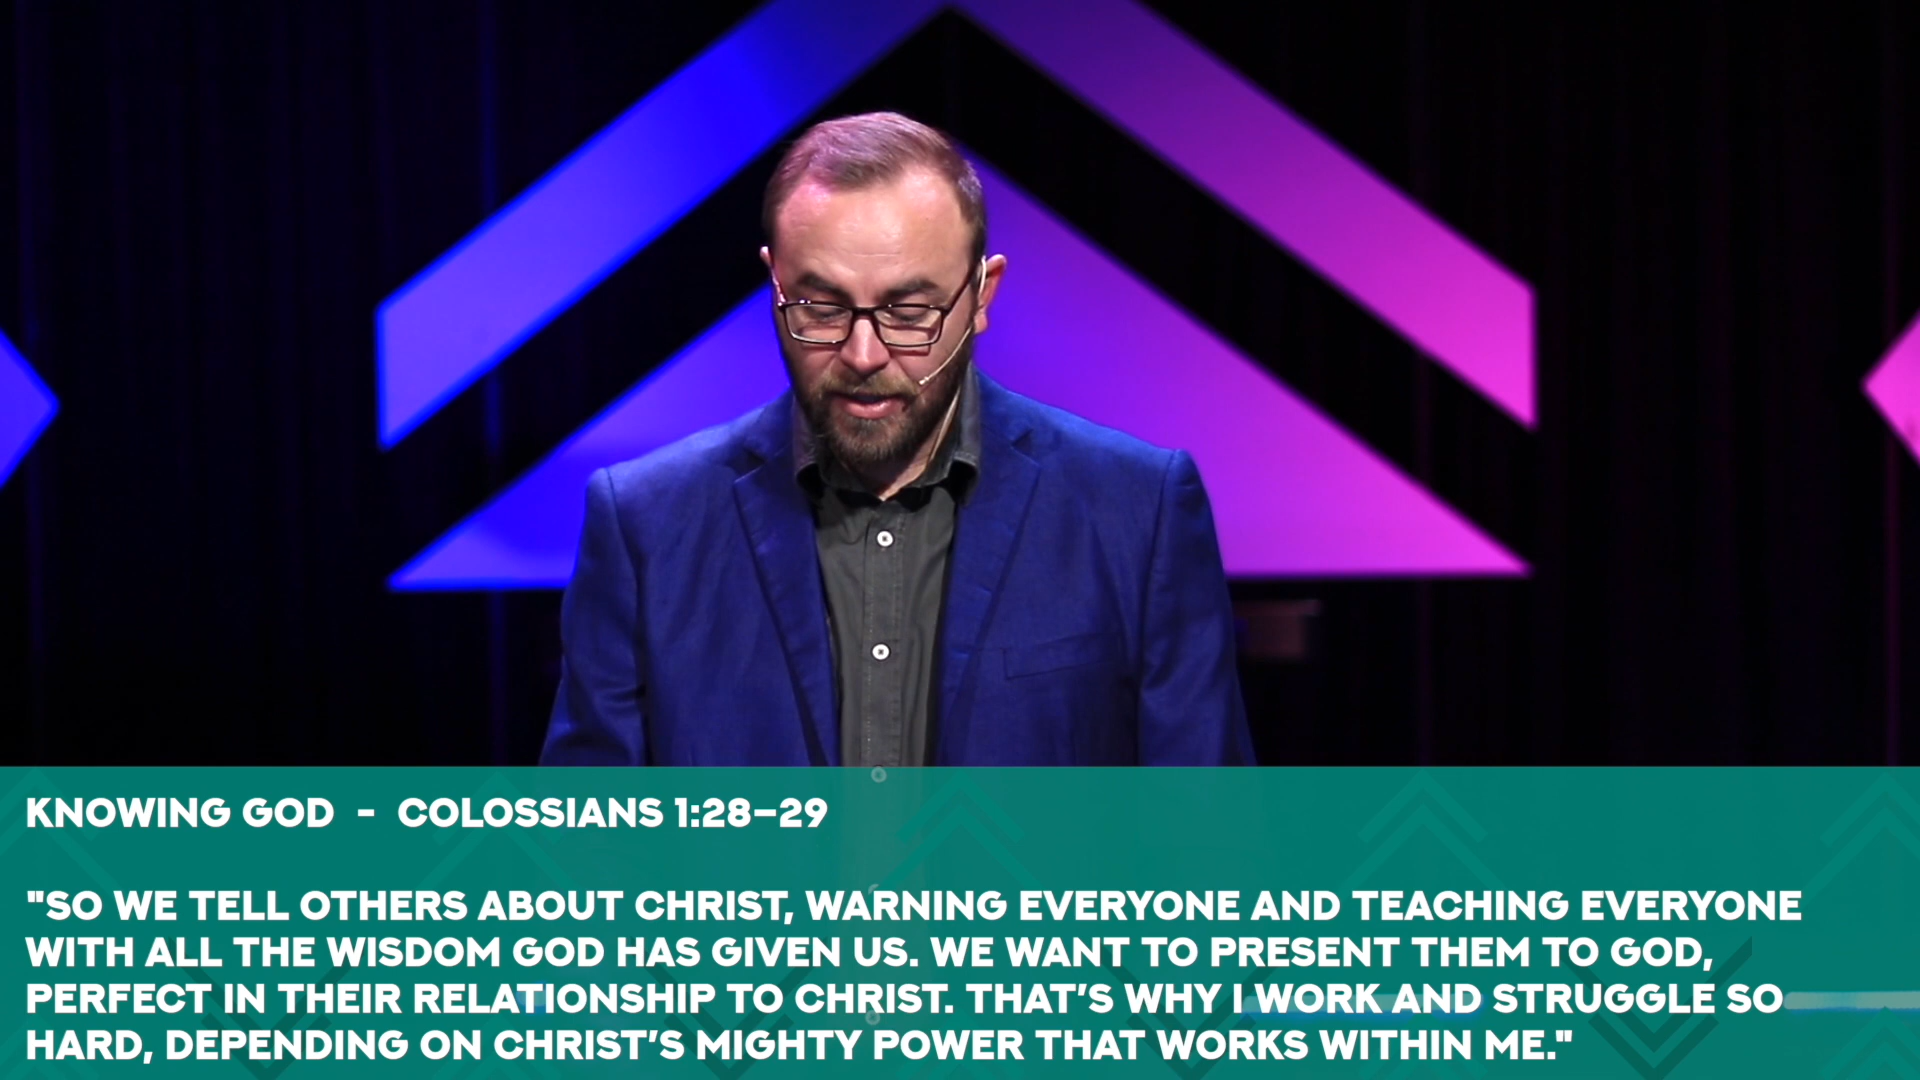 KNOWING GOD - COLOSSIANS 1:28–29
"SO WE TELL OTHERS ABOUT CHRIST, WARNING EVERYONE AND TEACHING EVERYONE
WITH ALL THE WISDOM GOD HAS GIVEN US. WE WANT TO PRESENT THEM TO GOD,
PERFECT IN THEIR RELATIONSHIP TO CHRIST. THAT'S WHY I WORK AND STRUGGLE SO
HARD, DEPENDING ON CHRIST'S MIGHTY POWER THAT WORKS WITHIN ME."